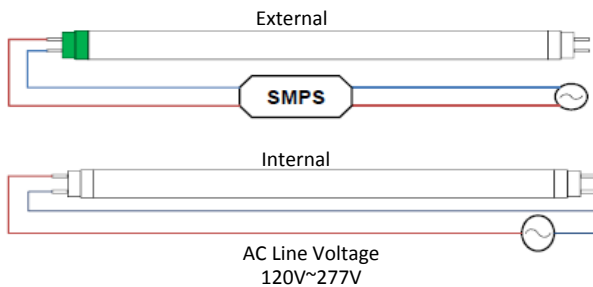 External
SMPS
Internal
AC Line Voltage
120V~277V